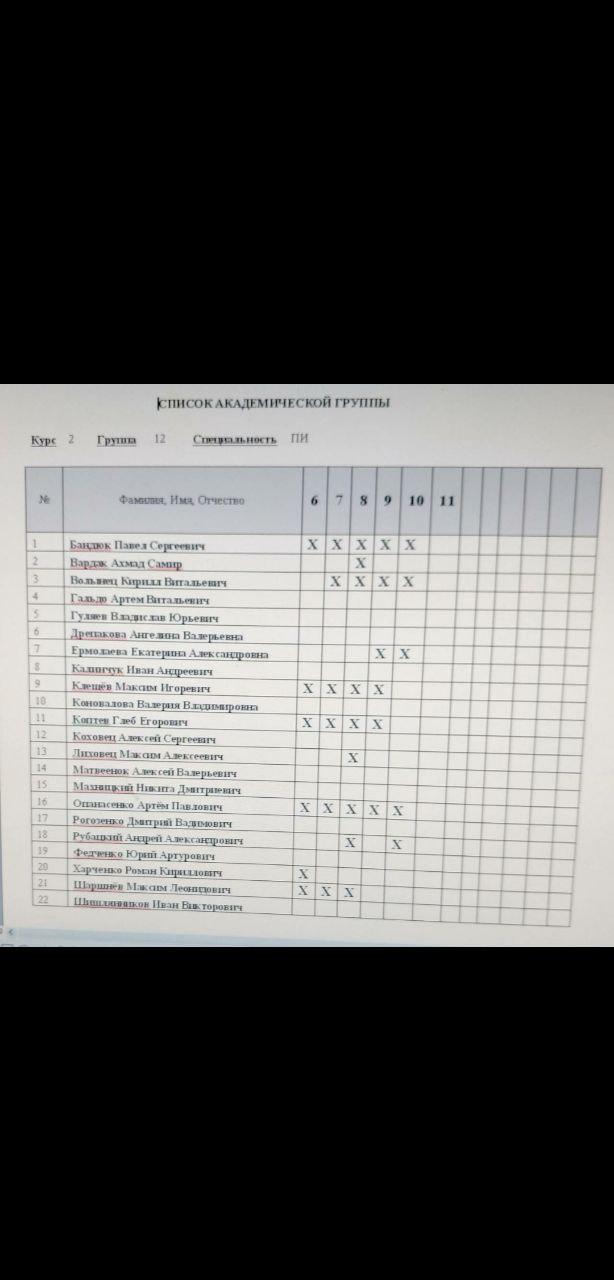 СПИСОК АКАДЕМИЧЕСКОЙ ГРУППЫ
Курс 2 Группа 12 Специальность ПИ
№ Фамилия, Имя, Отчество 6 7 8 9 10 11
1 Бандюк Павел Сергеевич X X X X X
2 Вардак Ахмад Самир X
3 Волынец Кирилл Витальевич X X X X
4 Гальдо Артем Витальевич
5 Гуляев Владислав Юрьевич
6 Дрепакова Ангелина Валерьевна
7 Ермолаева Екатерина Александровна X X
8 Калинчук Иван Андреевич
9 Клещёв Максим Игоревич X X X X
10 Коновалова Валерия Владимировна
11 Коптев Глеб Егорович X X X X
12 Коховец Алексей Сергеевич
13 Лиховец Максим Алексеевич X
14 Матвеенок Алексей Валерьевич
15 Махницкий Никита Дмитриевич
16 Опанасенко Артём Павлович X X X X X
17 Рогозенко Дмитрий Вадимович
18 Рубацкий Андрей Александрович X X
19 Федченко Юрий Артурович
20 Харченко Роман Кириллович X
21 Шаршнёв Максим Леонидович X X X
22 Шишлянников Иван Викторович